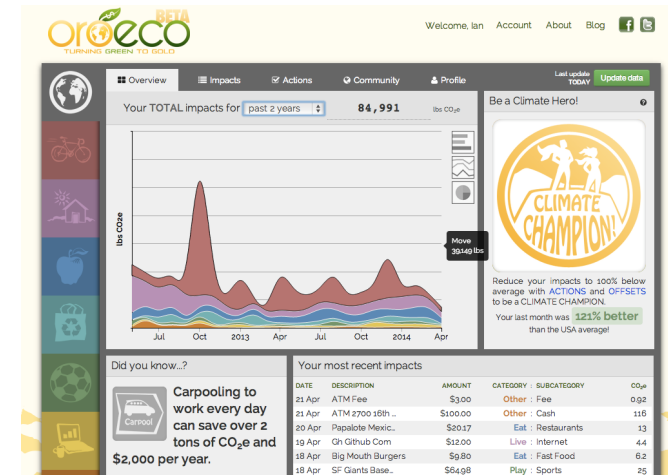 BETA
oroeco
TURNING GREEN TO GOLD
Welcome, Ian Account About Blog
Overview Impacts Actions Community Profile
Last update
TODAY
Update data
Your TOTAL impacts for past 2 years 84,991 lbs CO₂e
lbs CO2e
Move
39,149 lbs
Jul Oct 2013 Apr Jul Oct 2014 Apr
Be a Climate Hero!
CLIMATE
CHAMPION!
Reduce your impacts to 100% below
average with ACTIONS and OFFSETS
to be a CLIMATE CHAMPION.
Your last month was 121% better
than the USA average!
Did you know...?
Carpool
Carpooling to
work every day
can save over 2
tons of CO₂e and
$2,000 per year.
Your most recent impacts
DATE DESCRIPTION AMOUNT CATEGORY : SUBCATEGORY CO₂e
21 Apr ATM Fee $3.00 Other : Fee 0.92
21 Apr ATM 2700 16th ... $100.00 Other : Cash 116
20 Apr Papalote Mexic... $20.17 Eat : Restaurants 13
19 Apr Gh Github Com $12.00 Live : Internet 4.4
18 Apr Big Mouth Burgers $9.80 Eat : Fast Food 6.2
18 Apr SF Giants Base... $64.98 Play : Sports 25